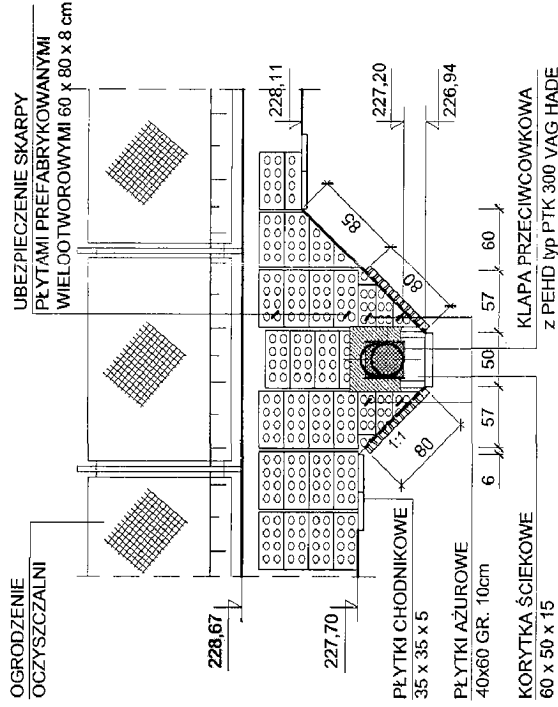 OGRODZENIE
OCZYSZCZALNI
UBEZPIECZENIE SKARPY
PŁYTAMI PREFABRYKOWANYMI
WIELOOTWOROWYMI 60 x 80 x 8 cm
228,67
227,70
228,11
227,20
226,94
85
80
1:1
80
6
57
50
57
60
PŁYTKI CHODNIKOWE
35 x 35 x 5
PŁYTKI AŻUROWE
40x60 GR. 10cm
KORYTKA ŚCIEKOWE
60 x 50 x 15
KLAPA PRZECIWCOWKOWA
z PEHD typ PTK 300 VAG HADE